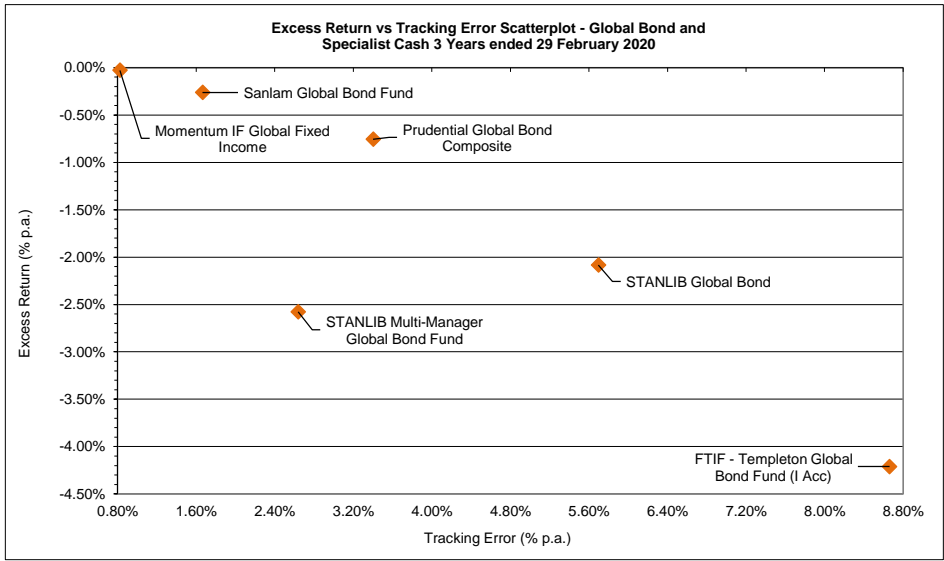 Excess Return vs Tracking Error Scatterplot - Global Bond and
Specialist Cash 3 Years ended 29 February 2020
0.00%
-0.50%
-1.00%
-1.50%
-2.00%
-2.50%
-3.00%
-3.50%
-4.00%
-4.50%
Excess Return (% p.a.)
Sanlam Global Bond Fund
Momentum IF Global Fixed
Income
Prudential Global Bond
Composite
STANLIB Global Bond
STANLIB Multi-Manager
Global Bond Fund
FTIF - Templeton Global
Bond Fund (I Acc)
0.80% 1.60% 2.40% 3.20% 4.00% 4.80% 5.60% 6.40% 7.20% 8.00% 8.80%
Tracking Error (% p.a.)